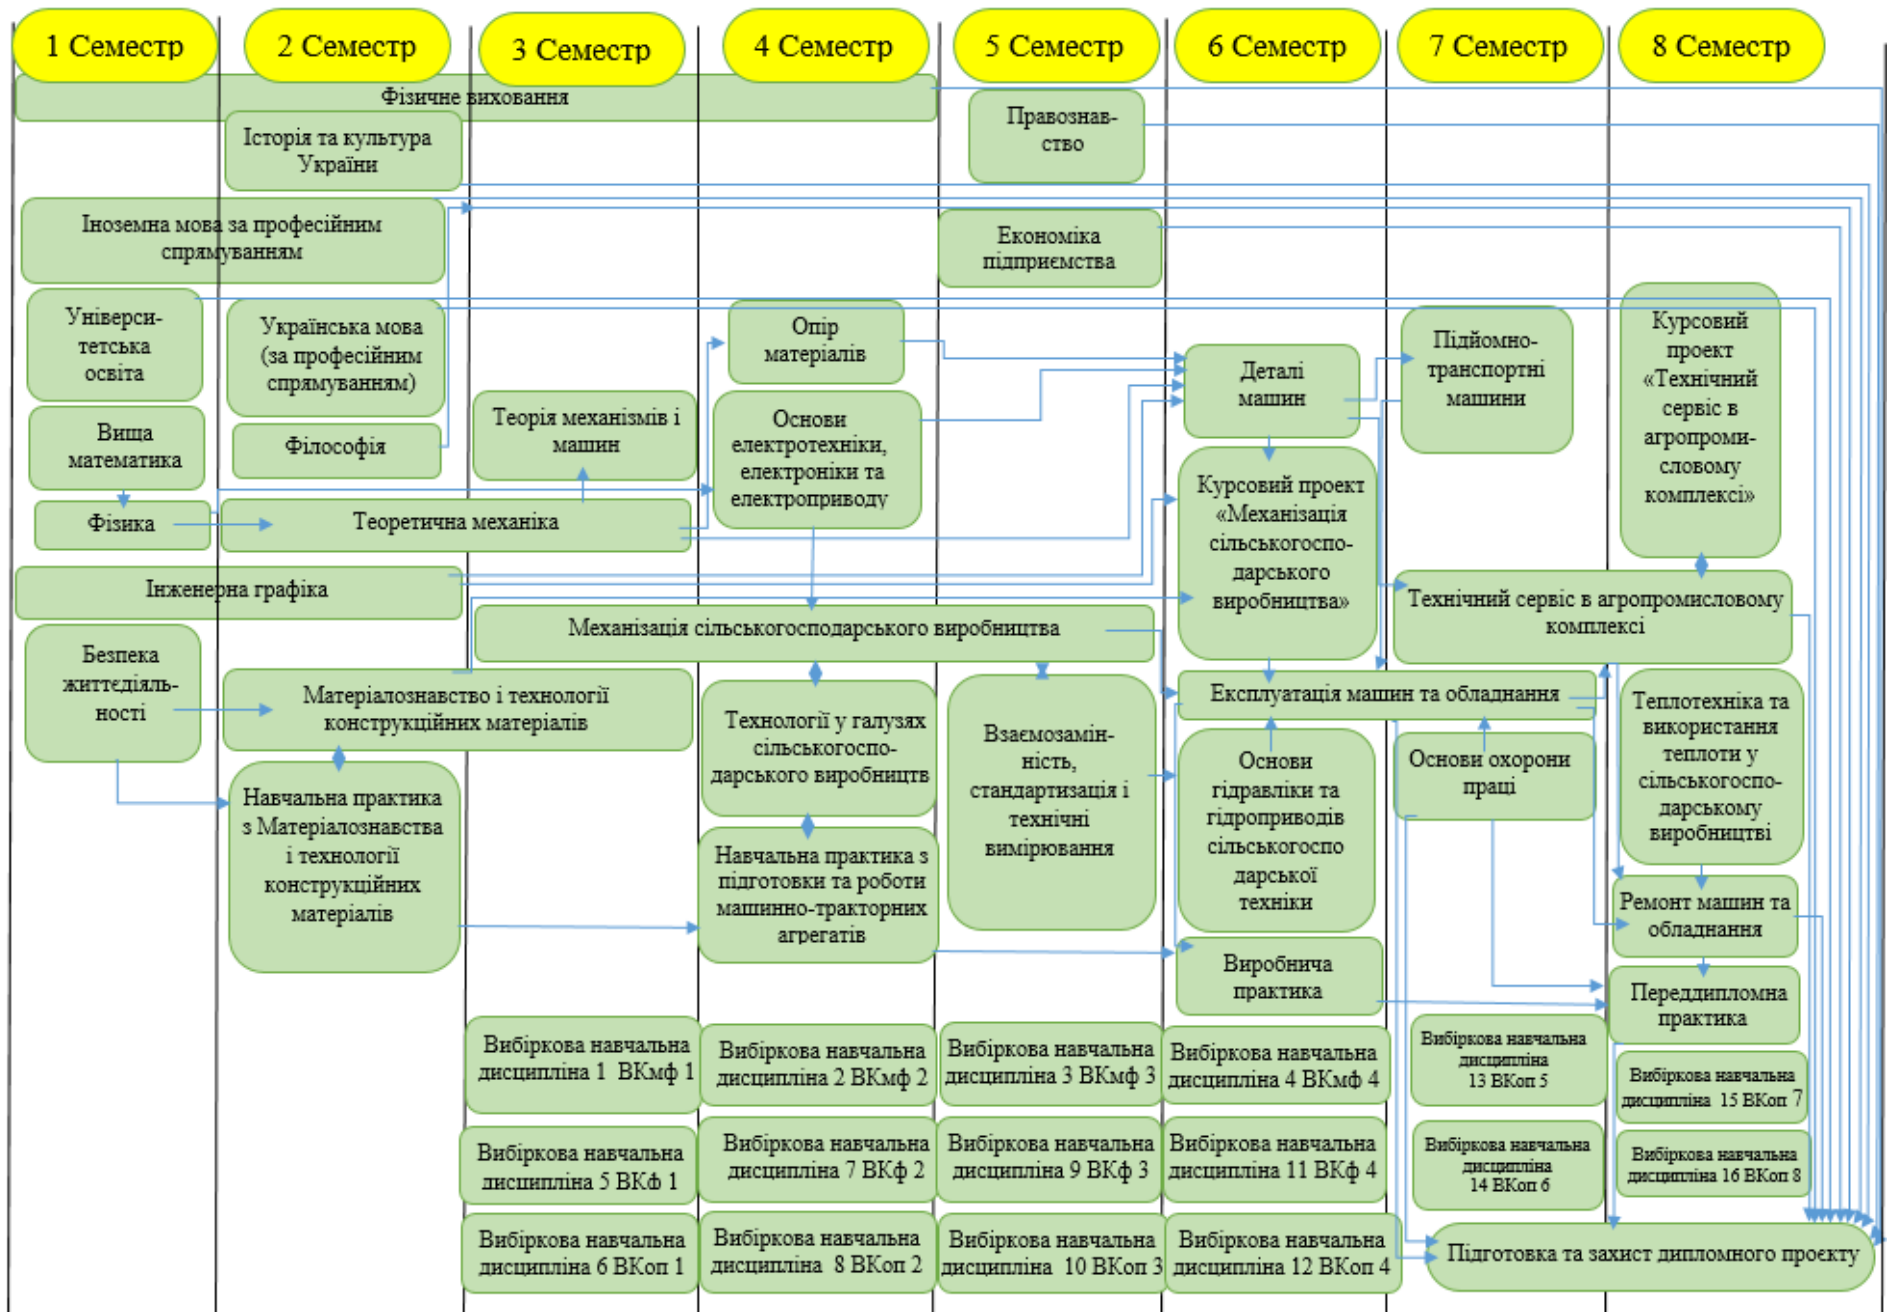 1 Семестр
2 Семестр
3 Семестр
4 Семестр
5 Семестр
6 Семестр
7 Семестр
8 Семестр
Фізичне виховання
Історія та культура
України
Правознав-
ство
Іноземна мова за професійним
спрямуванням
Економіка
підприємства
Універси-
тетська
освіта
Українська мова
(за професійним
спрямуванням)
Опір
матеріалів
Деталі
машин
Підйомно-
транспортні
машини
Курсовий
проект
«Технічний
сервіс в
агропроми-
словому
комплексі»
Вища
математика
Філософія
Теорія механізмів і
машин
Основи
електротехніки,
електроніки та
електроприводу
Курсовий проект
«Механізація
сільськогоспо-
дарського
виробництва»
Фізика
Теоретична механіка
Інженерна графіка
Механізація сільськогосподарського виробництва
Технічний сервіс в агропромисловому
комплексі
Безпека
життєдіяль-
ності
Матеріалознавство і технології
конструкційних матеріалів
Технології у галузях
сільськогоспо-
дарського виробництв
Взаємозамін-
ність,
стандартизація і
технічні
вимірювання
Експлуатація машин та обладнання
Основи
гідравліки та
гідроприводів
сільськогоспо
дарської
техніки
Основи охорони
праці
Теплотехніка та
використання
теплоти у
сільськогоспо-
дарському
виробництві
Навчальна практика
з Матеріалознавства
і технології
конструкційних
матеріалів
Навчальна практика з
підготовки та роботи
машинно-тракторних
агрегатів
Виробнича
практика
Ремонт машин та
обладнання
Переддипломна
практика
Вибіркова навчальна
дисципліна 1 ВКмф 1
Вибіркова навчальна
дисципліна 2 ВКмф 2
Вибіркова навчальна
дисципліна 3 ВКмф 3
Вибіркова навчальна
дисципліна 4 ВКмф 4
Вибіркова навчальна
дисципліна
13 ВКоп 5
Вибіркова навчальна
дисципліна 15 ВКоп 7
Вибіркова навчальна
дисципліна 5 ВКф 1
Вибіркова навчальна
дисципліна 7 ВКф 2
Вибіркова навчальна
дисципліна 9 ВКф 3
Вибіркова навчальна
дисципліна 11 ВКф 4
Вибіркова навчальна
дисципліна
14 ВКоп 6
Вибіркова навчальна
дисципліна 16 ВКоп 8
Вибіркова навчальна
дисципліна 6 ВКоп 1
Вибіркова навчальна
дисципліна 8 ВКоп 2
Вибіркова навчальна
дисципліна 10 ВКоп 3
Вибіркова навчальна
дисципліна 12 ВКоп 4
Підготовка та захист дипломного проєкту